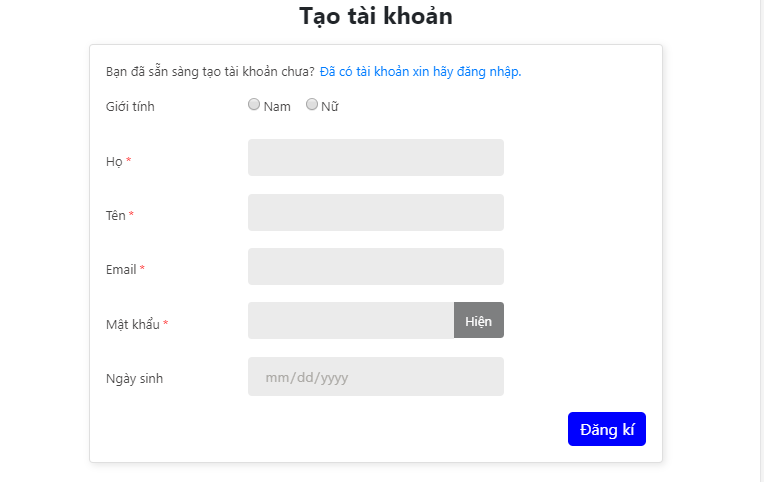 Tạo tài khoản
Bạn đã sẵn sàng tạo tài khoản chưa? Đã có tài khoản xin hãy đăng nhập.
Giới tính Nam Nữ
Họ *
Tên *
Email *
Mật khẩu * Hiện
Ngày sinh mm/dd/yyyy
Đăng kí